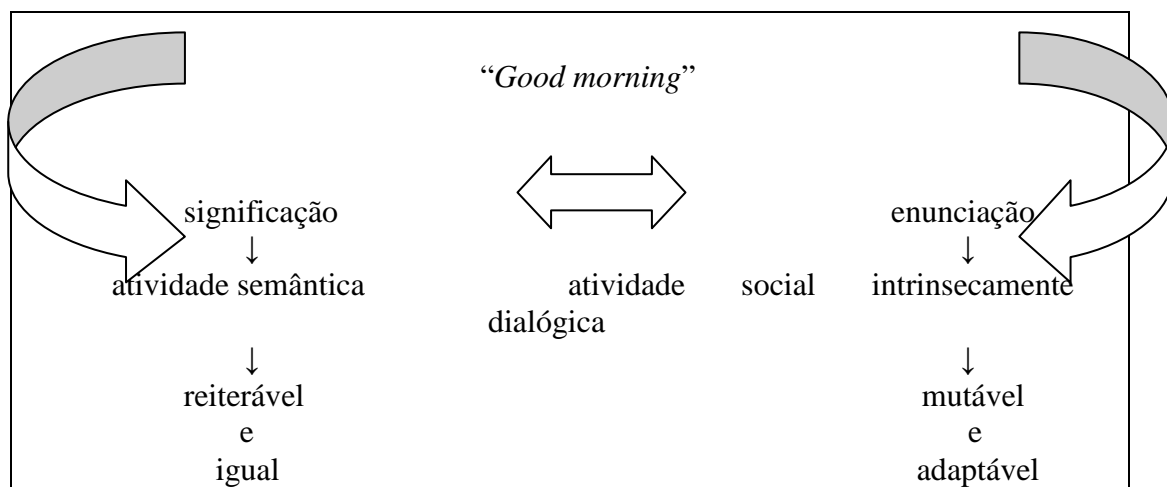 “Good morning”
significação enunciação
↓ ↓
atividade semântica atividade social intrinsecamente
dialógica
↓ ↓
reiterável mutável
e e
igual adaptável